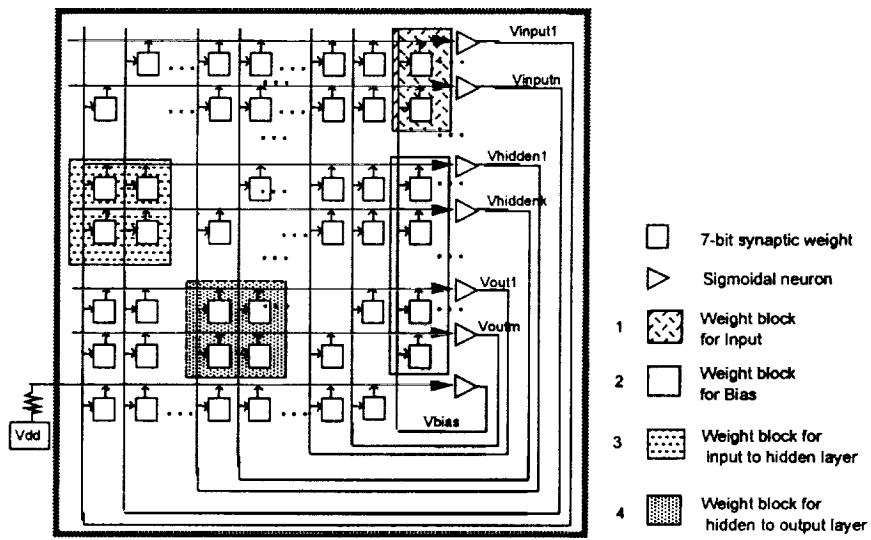 Vinput1
Vinputn
Vhidden1
Vhiddenk
Vout1
Voutm
Vbias
Vdd
7-bit synaptic weight
Sigmoidal neuron
1 Weight block
for Input
2 Weight block
for Bias
3 Weight block for
input to hidden layer
4 Weight block for
hidden to output layer